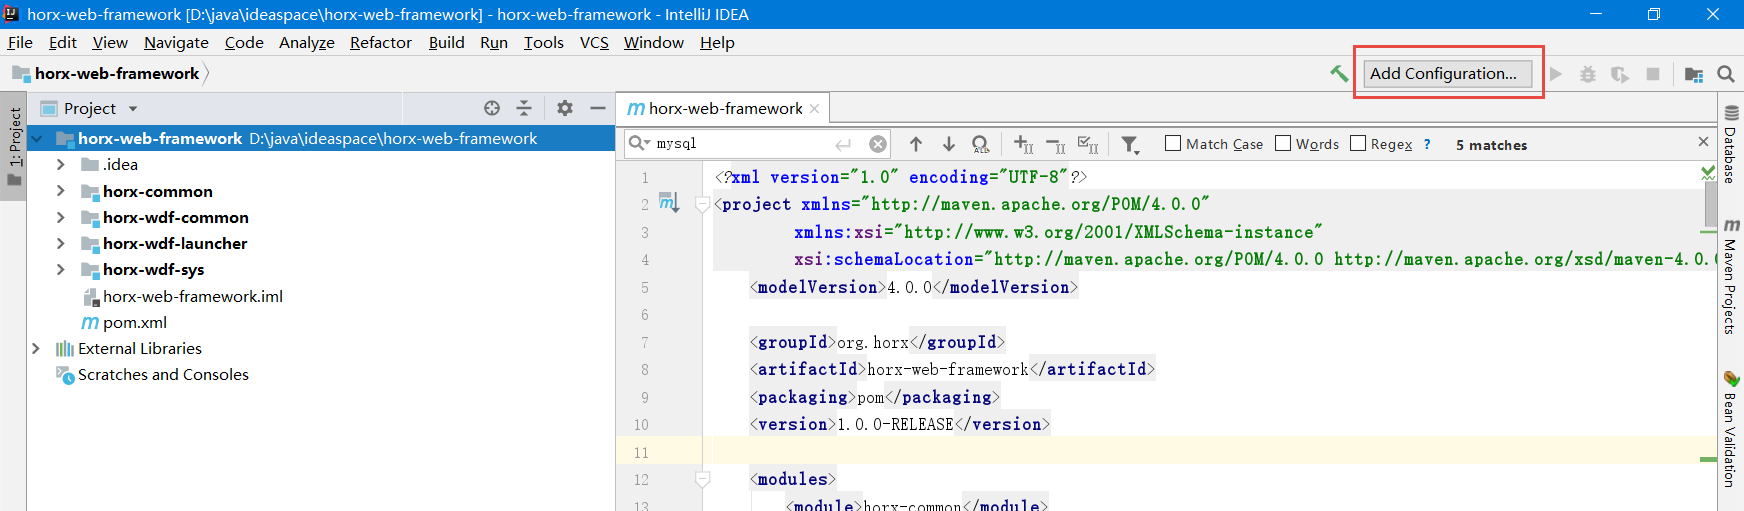 horx-web-framework [D:\java\ideaspace\horx-web-framework] - horx-web-framework - IntelliJ IDEA
File Edit View Navigate Code Analyze Refactor Build Run Tools VCS Window Help
horx-web-framework
Add Configuration...
1: Project
Project
horx-web-framework D:\java\ideaspace\horx-web-framework
.idea
horx-common
horx-wdf-common
horx-wdf-launcher
horx-wdf-sys
horx-web-framework.iml
pom.xml
External Libraries
Scratches and Consoles
horx-web-framework
mysql
Match Case Words Regex ? 5 matches
1 <?xml version="1.0" encoding="UTF-8"?>
2 <project xmlns="http://maven.apache.org/POM/4.0.0"
3 xmlns:xsi="http://www.w3.org/2001/XMLSchema-instance"
4 xsi:schemaLocation="http://maven.apache.org/POM/4.0.0 http://maven.apache.org/xsd/maven-4.0.0
5 <modelVersion>4.0.0</modelVersion>
6
7 <groupId>org.horx</groupId>
8 <artifactId>horx-web-framework</artifactId>
9 <packaging>pom</packaging>
10 <version>1.0.0-RELEASE</version>
11
12 <modules>
13 <module>horx-common</module>
Database
Maven Projects
Bean Validation